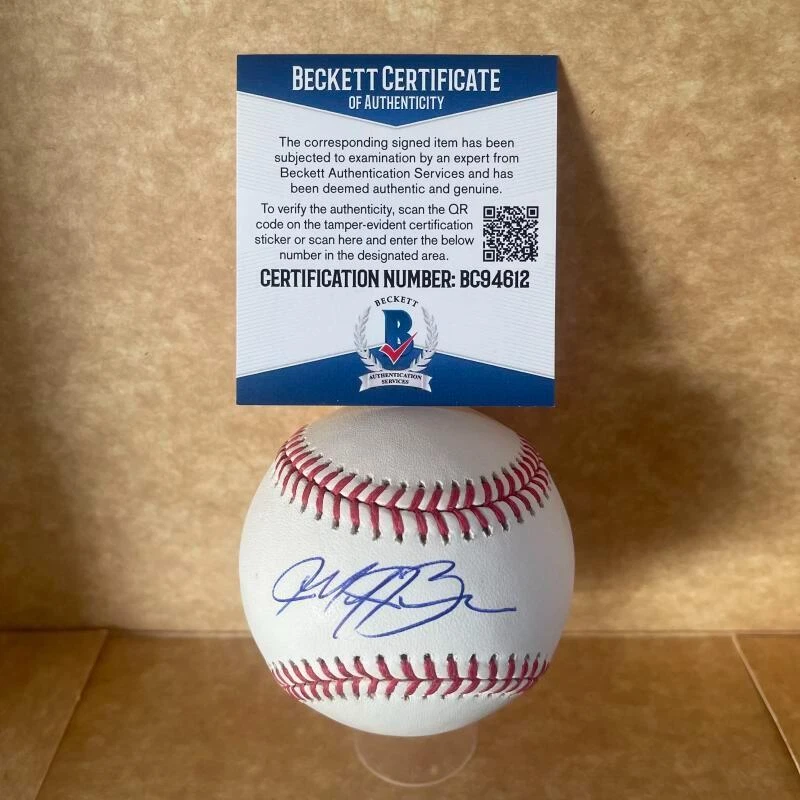 BECKETT CERTIFICATE
OF AUTHENTICITY
The corresponding signed item has been
subjected to examination by an expert from
Beckett Authentication Services and has
been deemed authentic and genuine.
To verify the authenticity, scan the QR
code on the tamper-evident certification
sticker or scan here and enter the below
number in the designated area.
CERTIFICATION NUMBER: BC94612
BECKETT
B
AUTHENTICATION
SERVICES